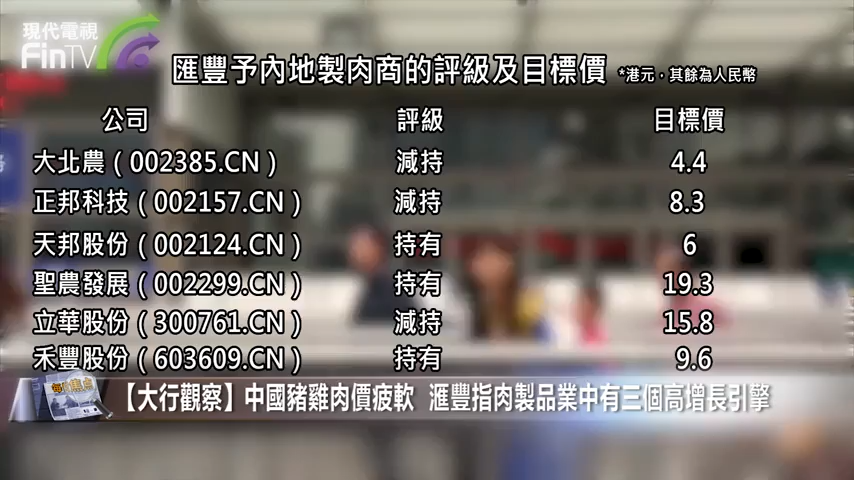 現代電視
FinTV
匯豐予內地製肉商的評級及目標價 *港元，其餘為人民幣
公司 評級 目標價
大北農（002385.CN） 減持 4.4
正邦科技（002157.CN） 減持 8.3
天邦股份（002124.CN） 持有 6
聖農發展（002299.CN） 持有 19.3
立華股份（300761.CN） 減持 15.8
禾豐股份（603609.CN） 持有 9.6
【大行觀察】中國豬雞肉價疲軟 滙豐指肉製品業中有三個高增長引擎